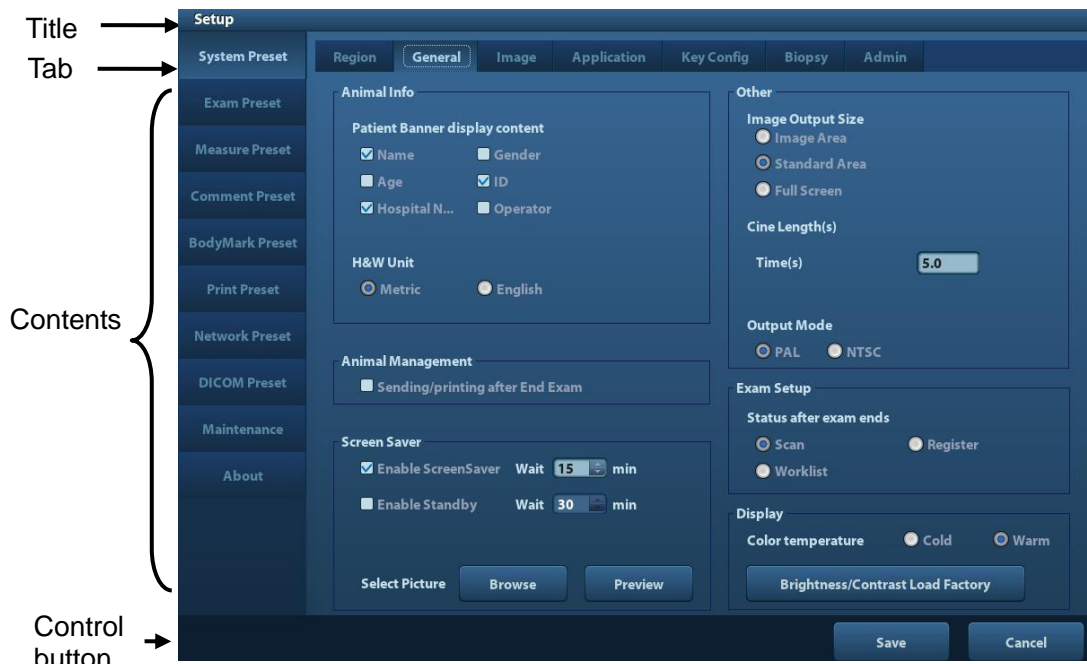 Title
Tab
Contents
Control
button
Setup
System Preset
Exam Preset
Measure Preset
Comment Preset
BodyMark Preset
Print Preset
Network Preset
DICOM Preset
Maintenance
About
Region General Image Application Key Config Biopsy Admin
Animal Info
Patient Banner display content
Name Gender
Age ID
Hospital N... Operator
H&W Unit
Metric English
Animal Management
Sending/printing after End Exam
Screen Saver
Enable ScreenSaver Wait 15 min
Enable Standby Wait 30 min
Select Picture Browse Preview
Other
Image Output Size
Image Area
Standard Area
Full Screen
Cine Length(s)
Time(s) 5.0
Output Mode
PAL NTSC
Exam Setup
Status after exam ends
Scan Register
Worklist
Display
Color temperature Cold Warm
Brightness/Contrast Load Factory
Save Cancel